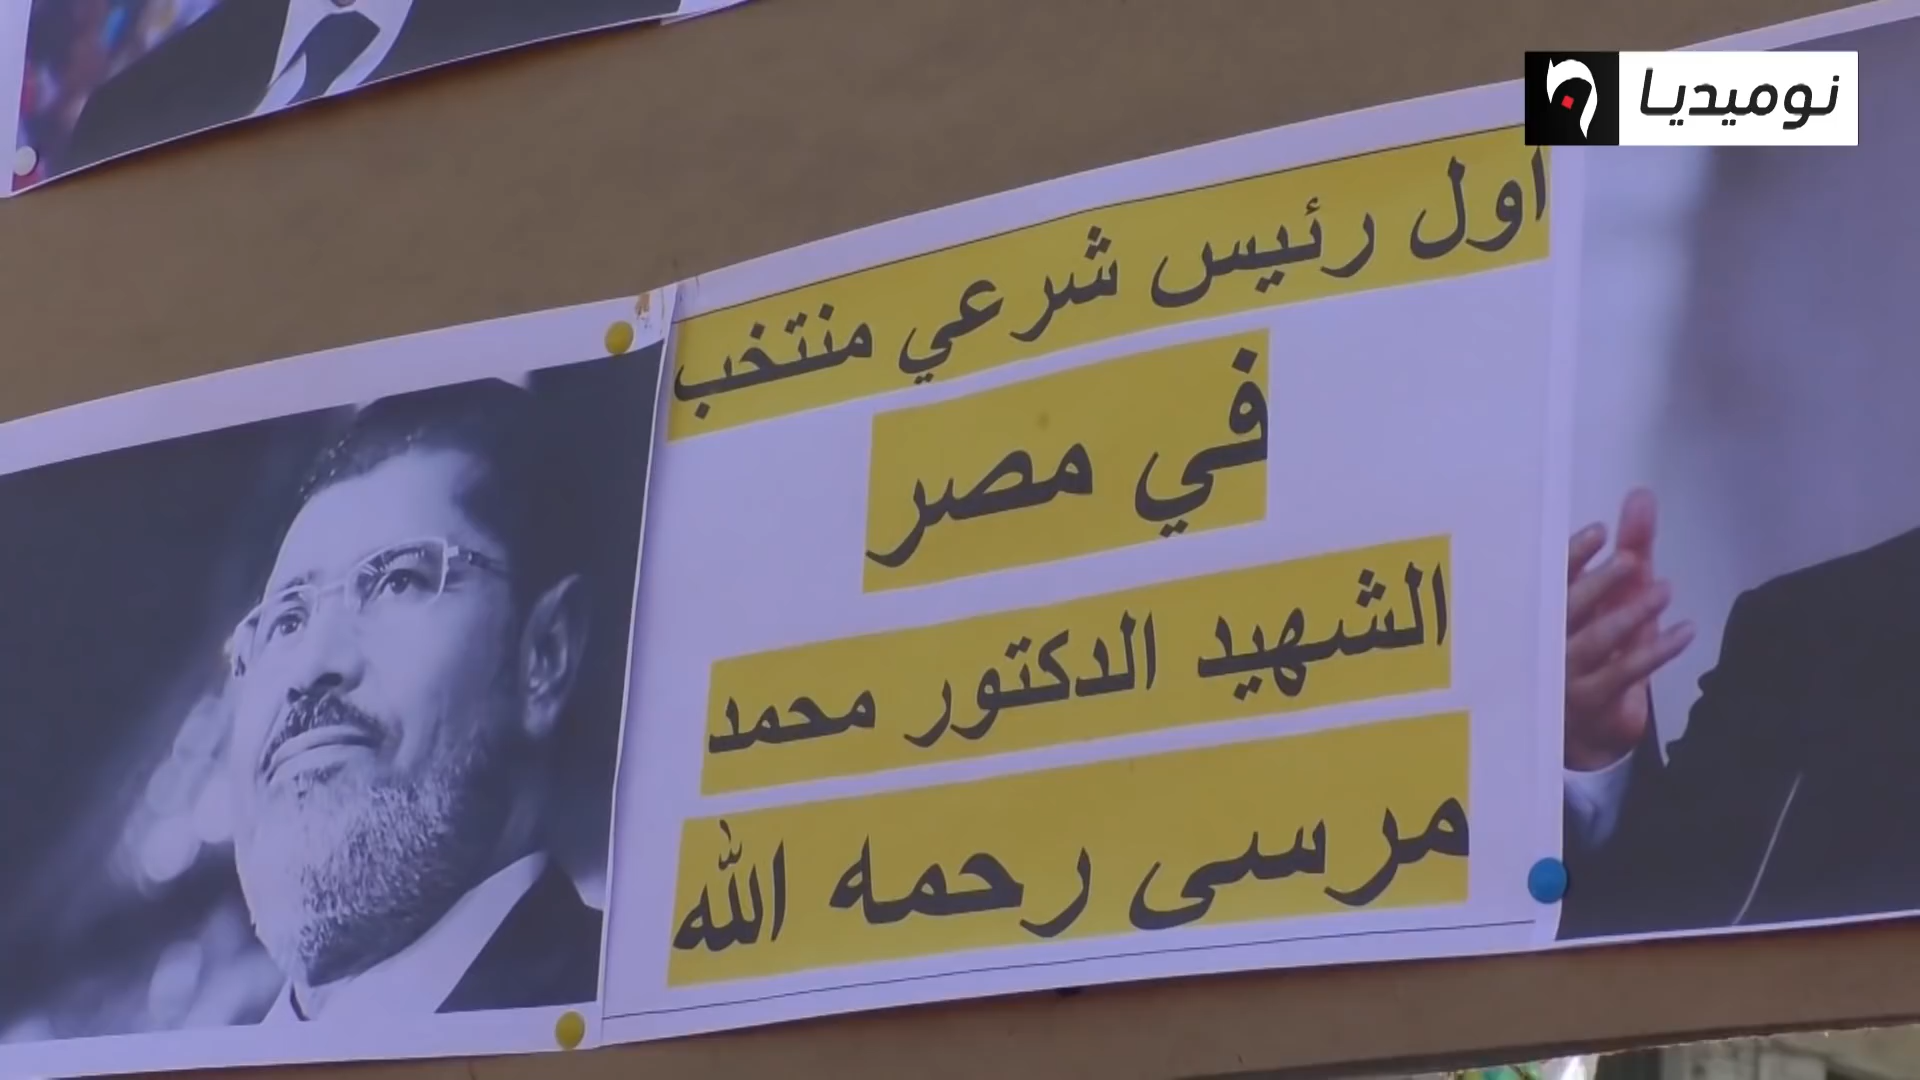 نوميديا
اول رئيس شرعي منتخب
في مصر
الشهيد الدكتور محمد
مرسى رحمه الله